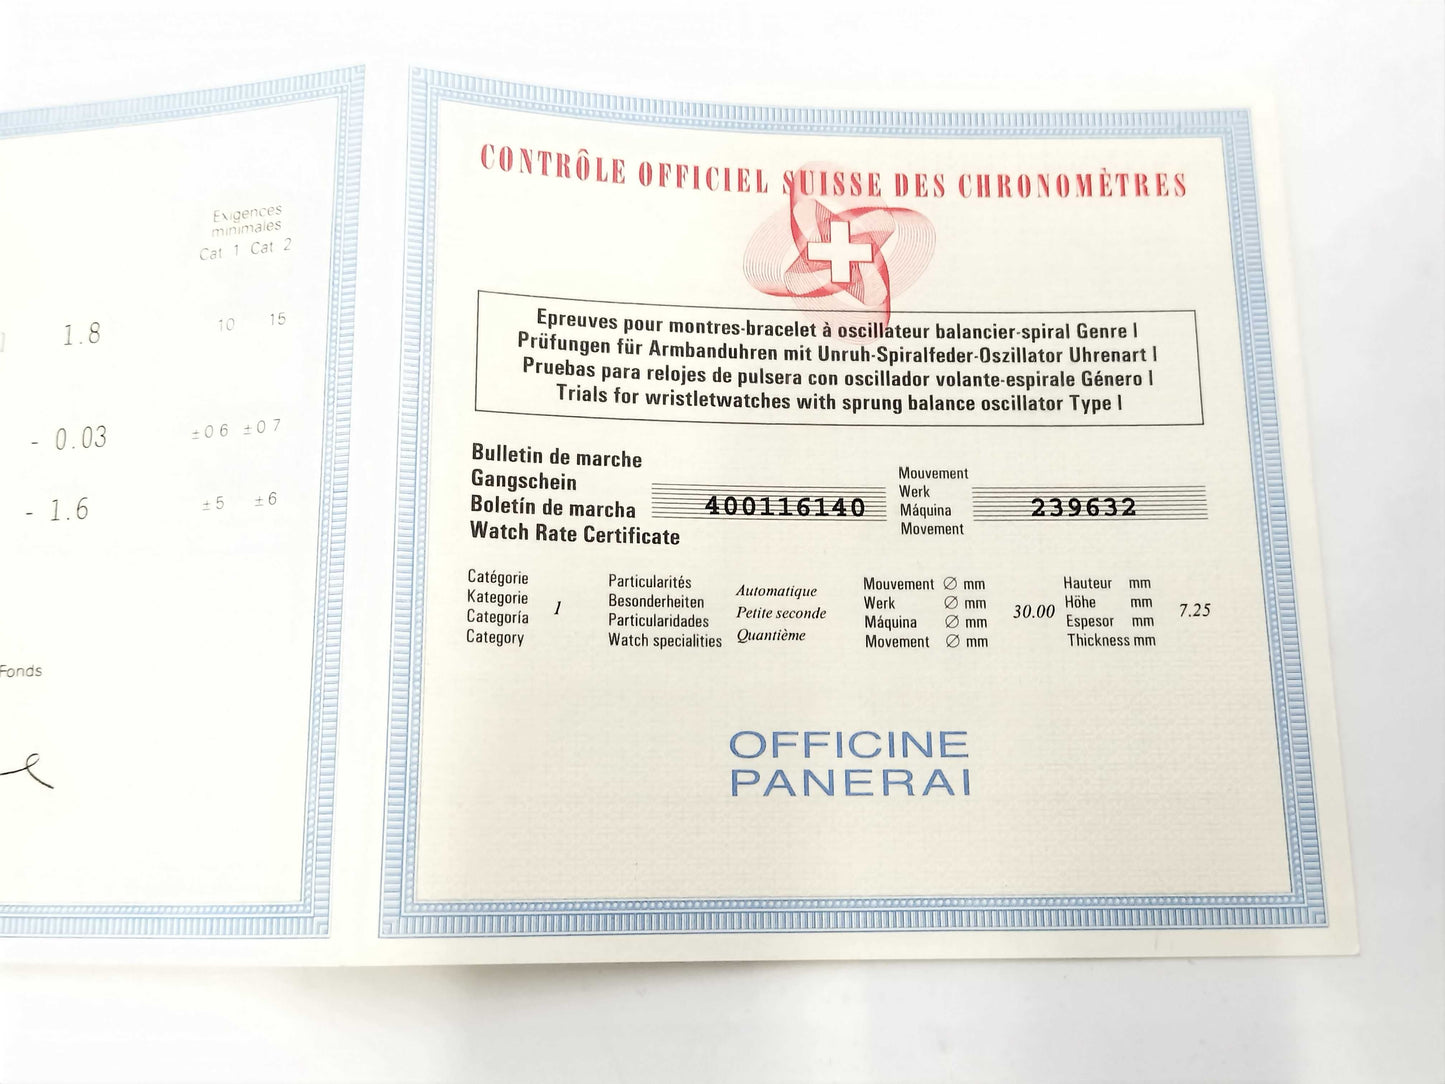 Exigences
minimales
Cat 1 Cat 2
1.8 10 15
- 0.03 ±06 ±07
- 1.6 ±5 ±6
Fonds
CONTRÔLE OFFICIEL SUISSE DES CHRONOMÈTRES
Epreuves pour montres-bracelet à oscillateur balancier-spiral Genre I
Prüfungen für Armbanduhren mit Unruh-Spiralfeder-Oszillator Uhrenart I
Pruebas para relojes de pulsera con oscillador volante-espirale Género I
Trials for wristletwatches with sprung balance oscillator Type I
Bulletin de marche
Gangschein
Boletín de marcha
Watch Rate Certificate
400116140
Mouvement
Werk
Máquina
Movement
239632
Catégorie
Kategorie
Categoría
Category
1
Particularités
Besonderheiten
Particularidades
Watch specialities
Automatique
Petite seconde
Quantième
Mouvement ∅ mm
Werk ∅ mm
Máquina ∅ mm
Movement ∅ mm
30.00
Hauteur mm
Höhe mm
Espesor mm
Thickness mm
7.25
OFFICINE
PANERAI